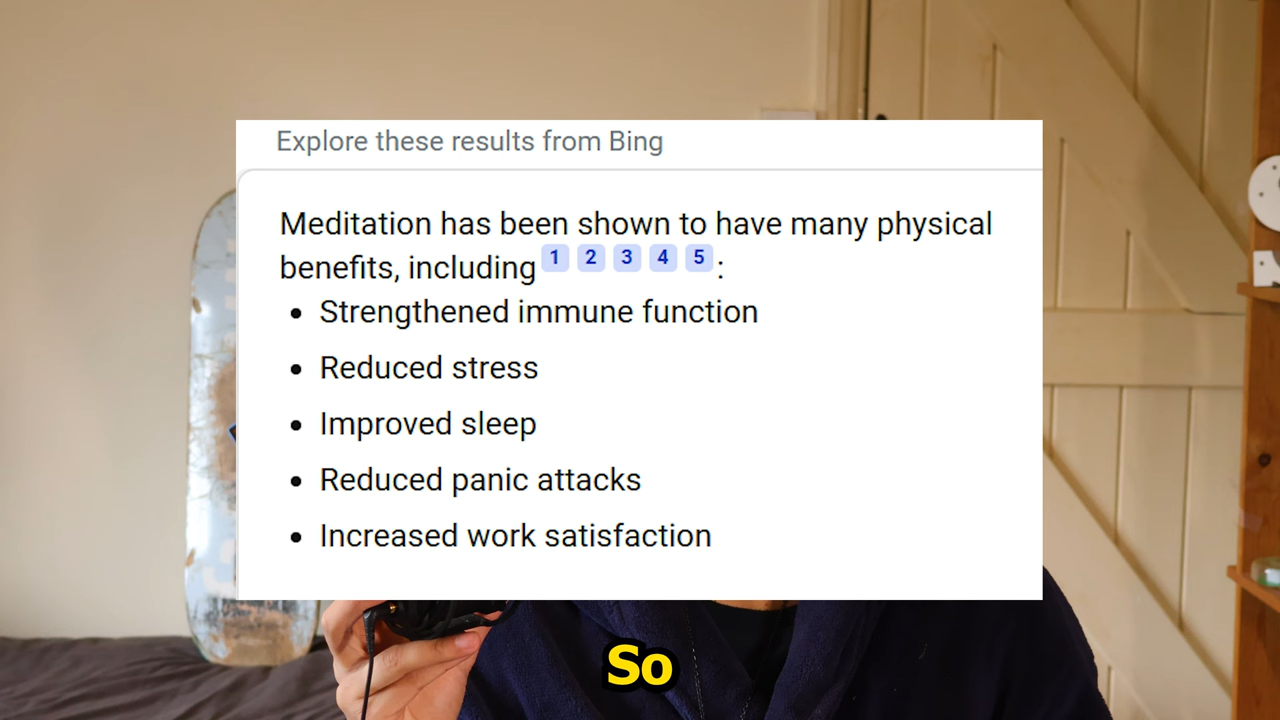 Explore these results from Bing
Meditation has been shown to have many physical
benefits, including 1 2 3 4 5 :
• Strengthened immune function
• Reduced stress
• Improved sleep
• Reduced panic attacks
• Increased work satisfaction
So